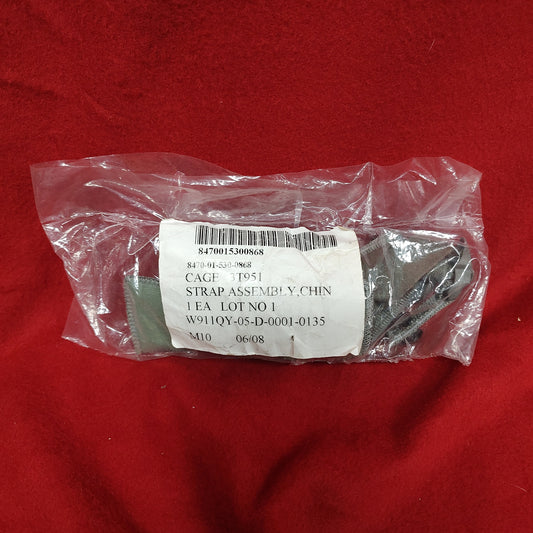 8470015300868
8470-01-530-0868
CAGE 3T951
STRAP ASSEMBLY,CHIN
1 EA LOT NO 1
W911QY-05-D-0001-0135
M10 06/08